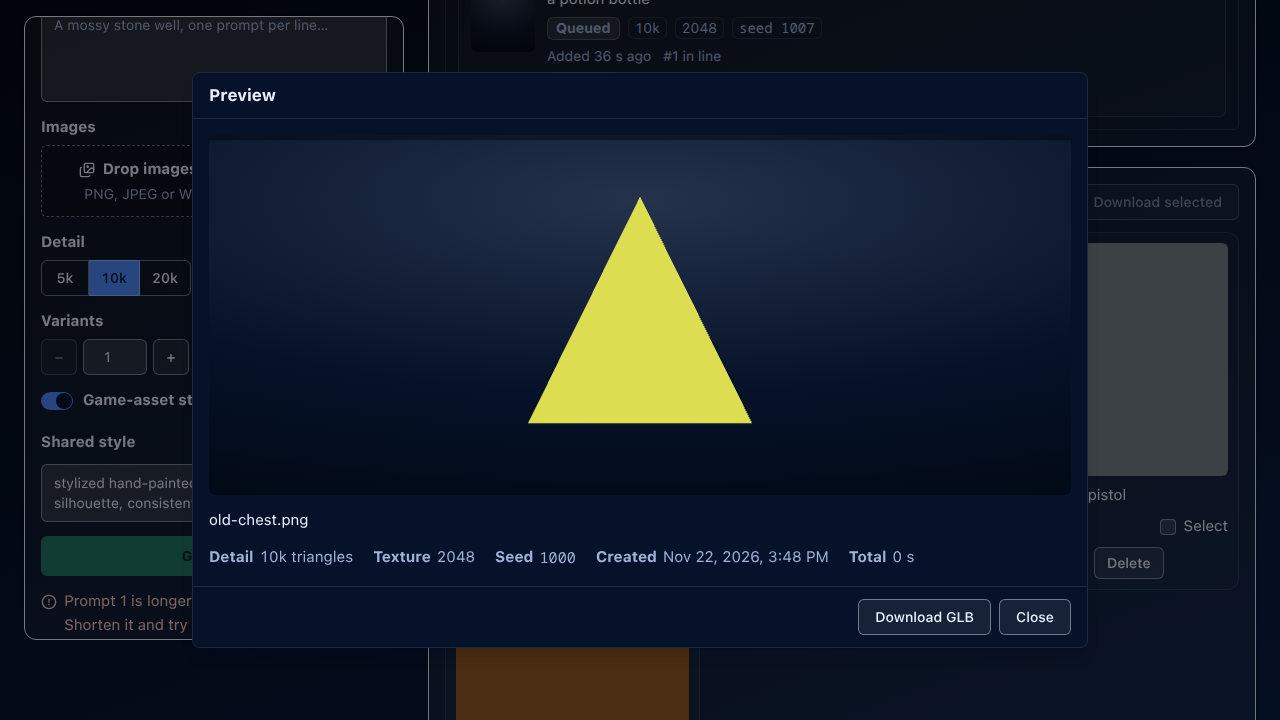 A mossy stone well, one prompt per line…
Images
Drop images
PNG, JPEG or W
Detail
5k 10k 20k
Variants
− 1 +
Game-asset st
Shared style
stylized hand-painted
silhouette, consistent
Prompt 1 is longer
Shorten it and try
a potion bottle
Queued 10k 2048 seed 1007
Added 36 s ago #1 in line
Download selected
pistol
Select
Delete
Preview
old-chest.png
Detail 10k triangles Texture 2048 Seed 1000 Created Nov 22, 2026, 3:48 PM Total 0 s
Download GLB Close